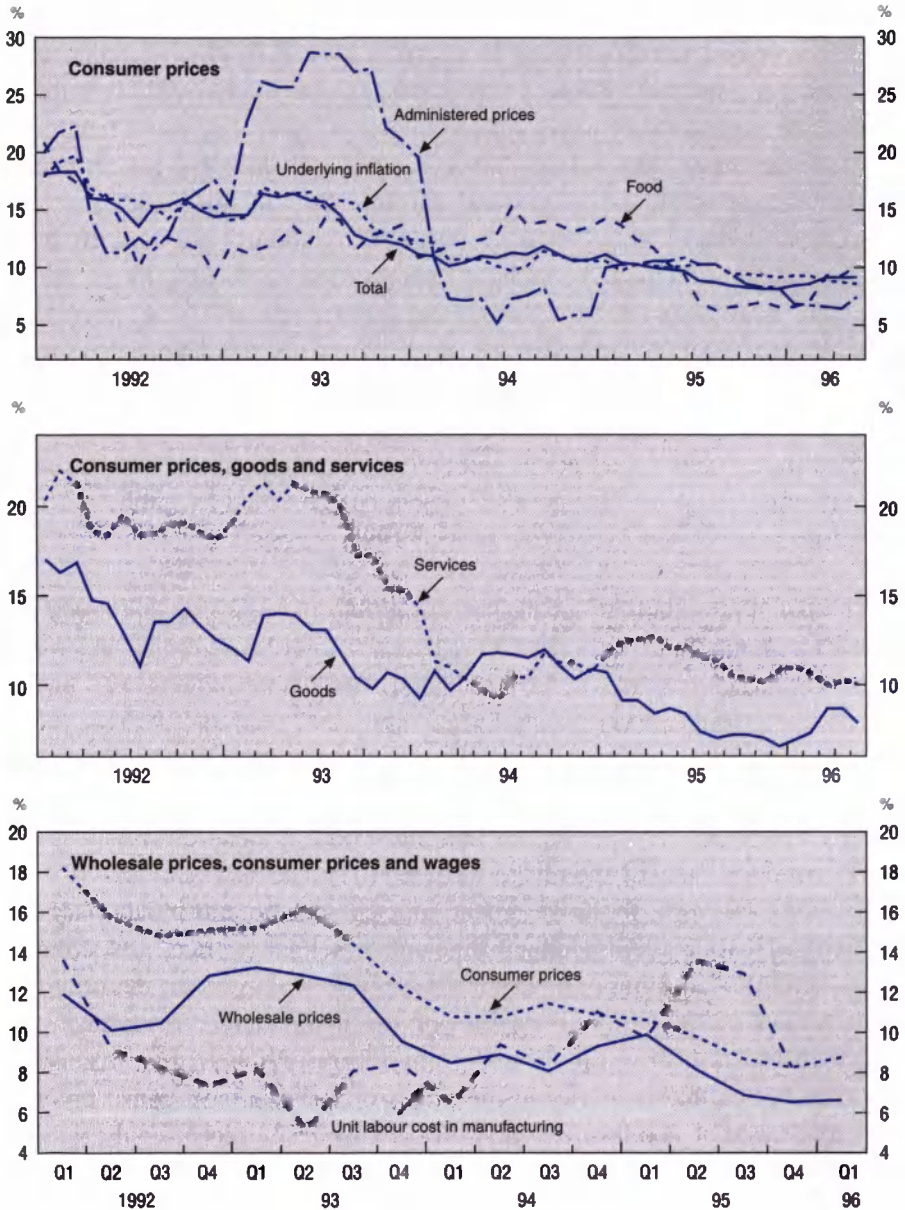 % %
30 30
Consumer prices
25 25
Administered prices
20 20
Underlying inflation
Food
15 15
10 10
Total
5 5
1992 93 94 95 96
% %
Consumer prices, goods and services
20 20
Services
15 15
10 10
Goods
1992 93 94 95 96
% %
20 20
Wholesale prices, consumer prices and wages
18 18
16 16
14 14
Consumer prices
12 12
Wholesale prices
10 10
8 8
6 6
Unit labour cost in manufacturing
4 4
Q1 Q2 Q3 Q4 Q1 Q2 Q3 Q4 Q1 Q2 Q3 Q4 Q1 Q2 Q3 Q4 Q1
1992 93 94 95 96